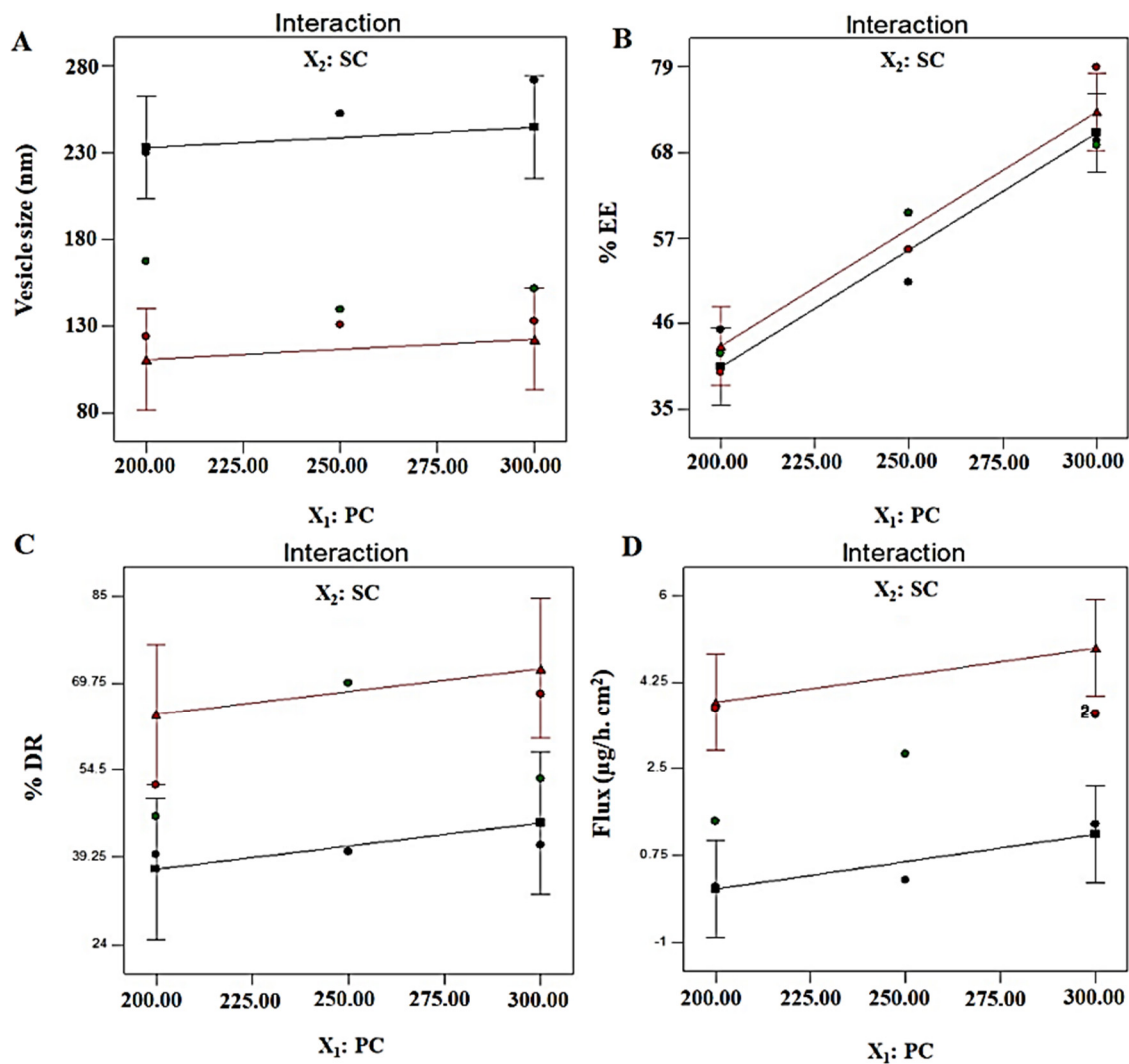 A
Interaction
X₂: SC
Vesicle size (nm)
280
230
180
130
80
200.00 225.00 250.00 275.00 300.00
X₁: PC
B
Interaction
X₂: SC
% EE
79
68
57
46
35
200.00 225.00 250.00 275.00 300.00
X₁: PC
C
Interaction
X₂: SC
% DR
85
69.75
54.5
39.25
24
200.00 225.00 250.00 275.00 300.00
X₁: PC
D
Interaction
X₂: SC
Flux (µg/h. cm²)
6
4.25
2.5
0.75
-1
2
200.00 225.00 250.00 275.00 300.00
X₁: PC